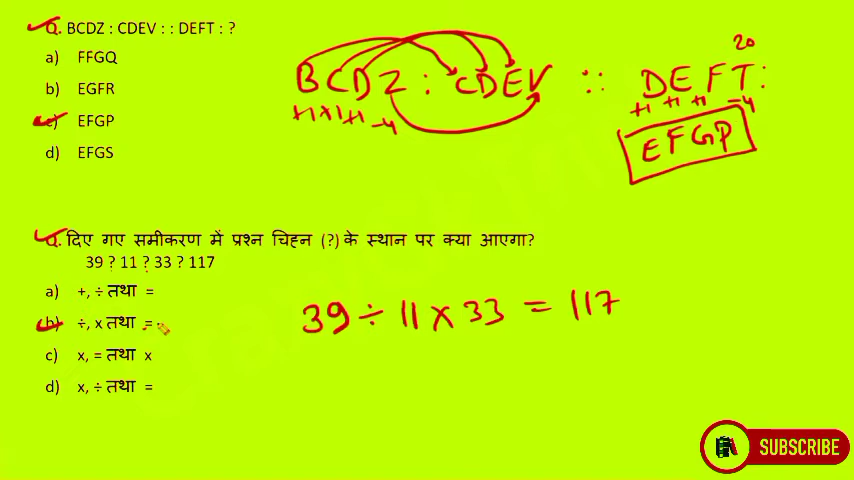 Q. BCDZ : CDEV : : DEFT : ?
a) FFGQ
b) EGFR
c) EFGP
d) EFGS
20
BCDZ : CDEV :: DEFT :
+1 x1 +1 -4 +1 +1 +1 -4
EFGP
Q. दिए गए समीकरण में प्रश्न चिह्न (?) के स्थान पर क्या आएगा?
39 ? 11 ? 33 ? 117
a) +, ÷ तथा =
b) ÷, x तथा =
c) x, = तथा x
d) x, ÷ तथा =
39 ÷ 11 x 33 = 117
SUBSCRIBE